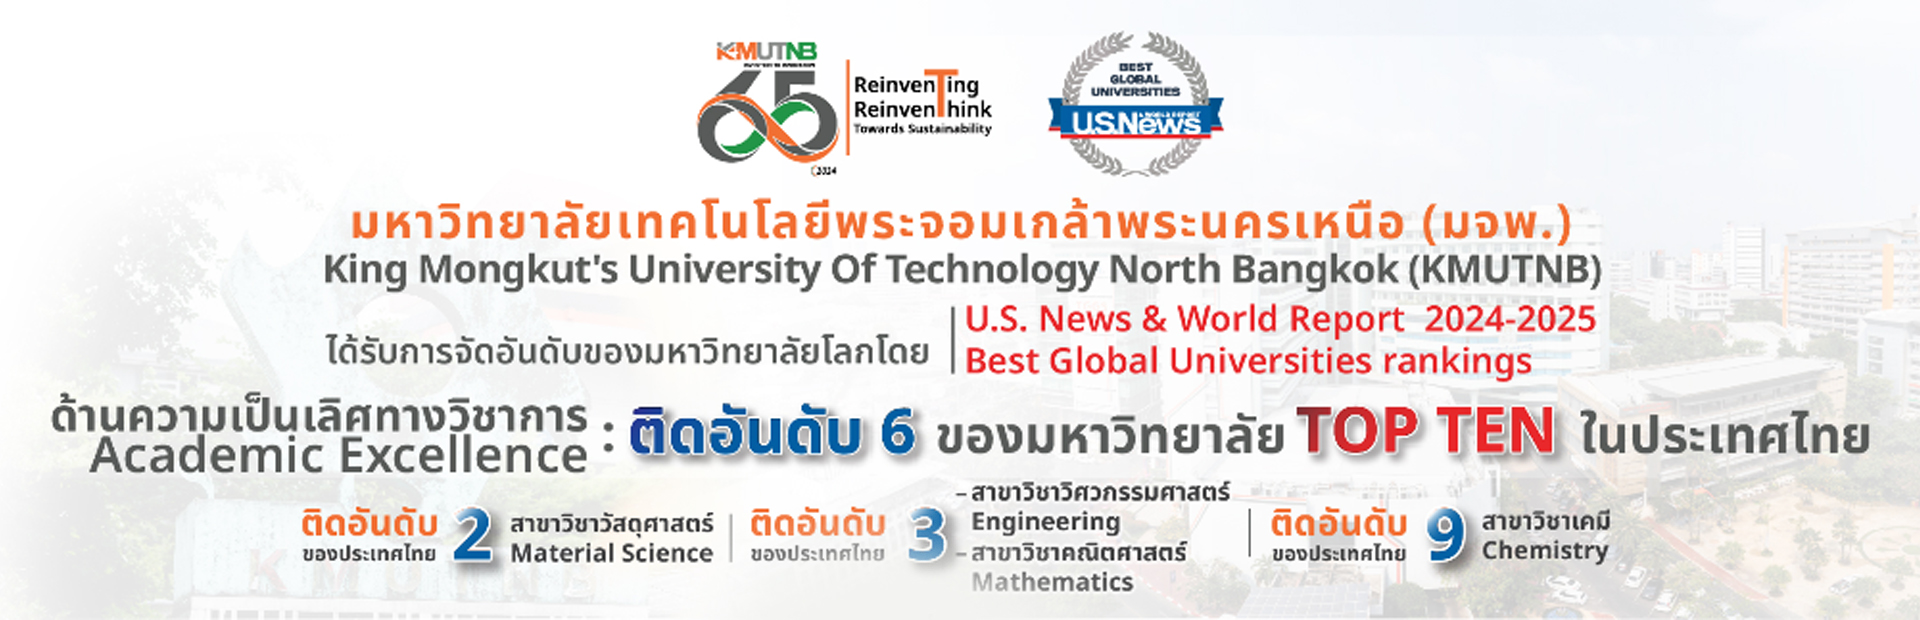 KMUTNB
65
ReinvenTing
ReinvenThink
Towards Sustainability
2024
BEST
GLOBAL
UNIVERSITIES
U.S.News
& WORLD REPORT
มหาวิทยาลัยเทคโนโลยีพระจอมเกล้าพระนครเหนือ (มจพ.)
King Mongkut's University Of Technology North Bangkok (KMUTNB)
ได้รับการจัดอันดับของมหาวิทยาลัยโลกโดย
U.S. News & World Report 2024-2025
Best Global Universities rankings
ด้านความเป็นเลิศทางวิชาการ
Academic Excellence
: ติดอันดับ 6 ของมหาวิทยาลัย TOP TEN ในประเทศไทย
ติดอันดับ
ของประเทศไทย
2
สาขาวิชาวัสดุศาสตร์
Material Science
ติดอันดับ
ของประเทศไทย
3
–สาขาวิชาวิศวกรรมศาสตร์
Engineering
–สาขาวิชาคณิตศาสตร์
Mathematics
ติดอันดับ
ของประเทศไทย
9
สาขาวิชาเคมี
Chemistry